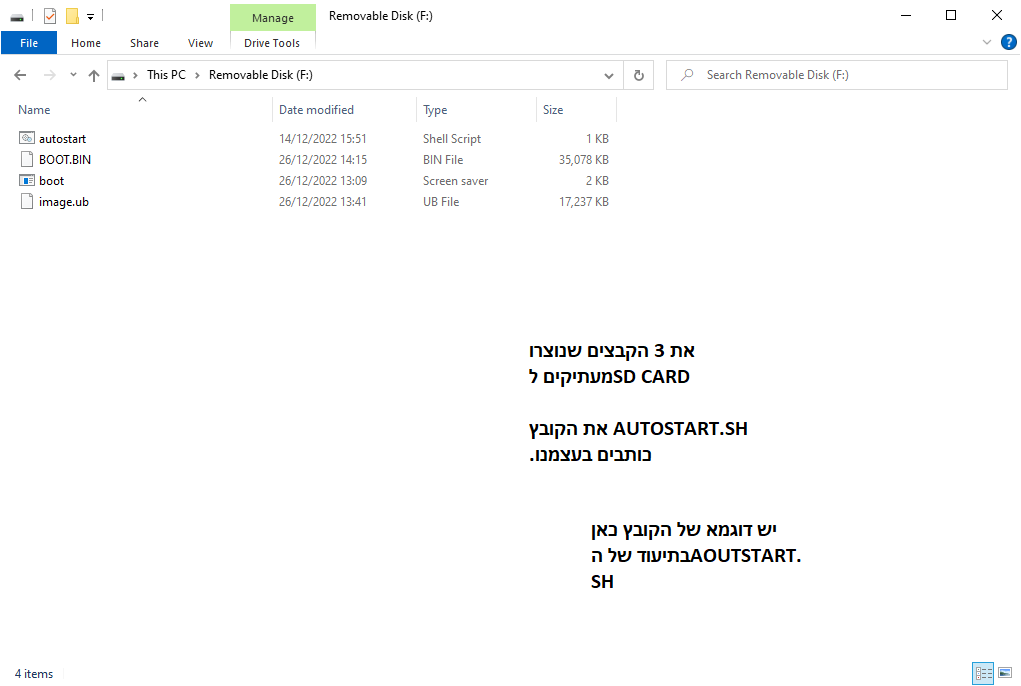 Manage
Removable Disk (F:)
File
Home
Share
View
Drive Tools
This PC
Removable Disk (F:)
Search Removable Disk (F:)
Name
Date modified
Type
Size
autostart 14/12/2022 15:51 Shell Script 1 KB
BOOT.BIN 26/12/2022 14:15 BIN File 35,078 KB
boot 26/12/2022 13:09 Screen saver 2 KB
image.ub 26/12/2022 13:41 UB File 17,237 KB
את 3 הקבצים שנוצרו
מעתיקים ל SD CARD
את הקובץ AUTOSTART.SH
כותבים בעצמנו.
יש דוגמא של הקובץ כאן
בתיעוד של ה AOUTSTART.
SH
4 items